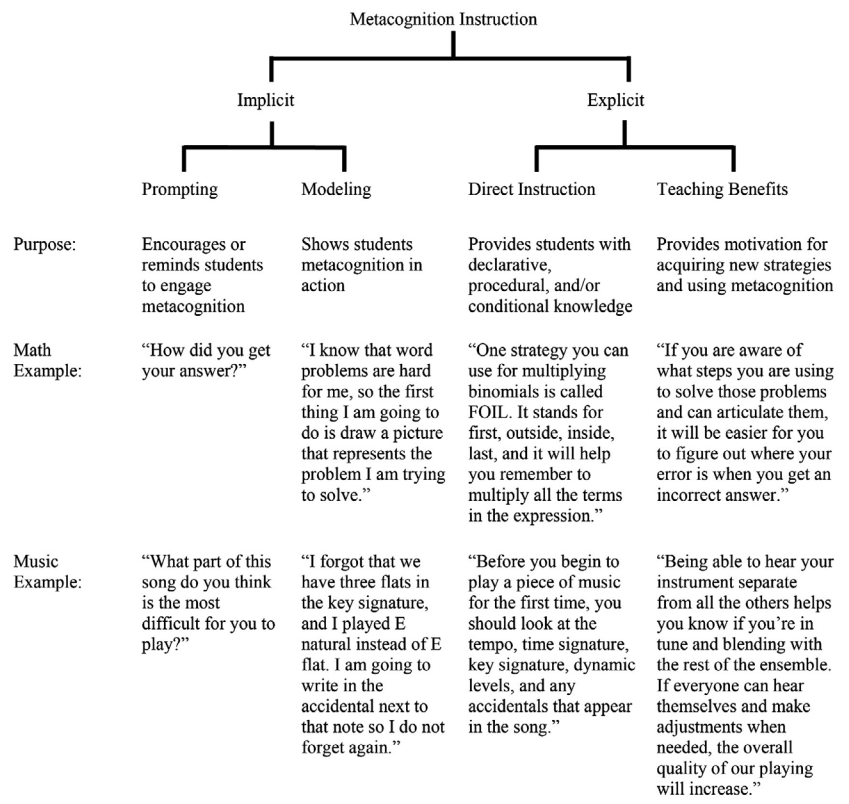 Metacognition Instruction
Implicit
Explicit
Prompting
Modeling
Direct Instruction
Teaching Benefits
Purpose:
Encourages or
reminds students
to engage
metacognition
Shows students
metacognition in
action
Provides students with
declarative,
procedural, and/or
conditional knowledge
Provides motivation for
acquiring new strategies
and using metacognition
Math
Example:
“How did you get
your answer?”
“I know that word
problems are hard
for me, so the first
thing I am going to
do is draw a picture
that represents the
problem I am trying
to solve.”
“One strategy you can
use for multiplying
binomials is called
FOIL. It stands for
first, outside, inside,
last, and it will help
you remember to
multiply all the terms
in the expression.”
“If you are aware of
what steps you are using
to solve those problems
and can articulate them,
it will be easier for you
to figure out where your
error is when you get an
incorrect answer.”
Music
Example:
“What part of this
song do you think
is the most
difficult for you to
play?”
“I forgot that we
have three flats in
the key signature,
and I played E
natural instead of E
flat. I am going to
write in the
accidental next to
that note so I do not
forget again.”
“Before you begin to
play a piece of music
for the first time, you
should look at the
tempo, time signature,
key signature, dynamic
levels, and any
accidentals that appear
in the song.”
“Being able to hear your
instrument separate
from all the others helps
you know if you’re in
tune and blending with
the rest of the ensemble.
If everyone can hear
themselves and make
adjustments when
needed, the overall
quality of our playing
will increase.”